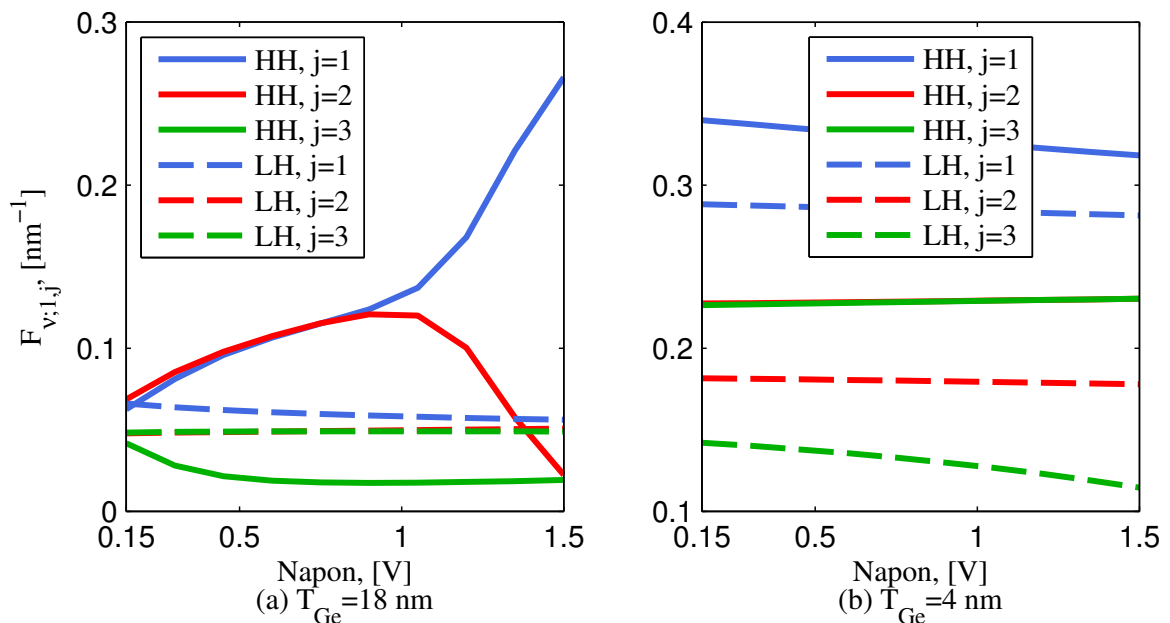 F_{ν;1,j}, [nm^{−1}]
0.3
0.2
0.1
0
0.15
0.5
1
1.5
HH, j=1
HH, j=2
HH, j=3
LH, j=1
LH, j=2
LH, j=3
Napon, [V]
(a) T_{Ge}=18 nm
0.4
0.3
0.2
0.1
0.15
0.5
1
1.5
HH, j=1
HH, j=2
HH, j=3
LH, j=1
LH, j=2
LH, j=3
Napon, [V]
(b) T_{Ge}=4 nm